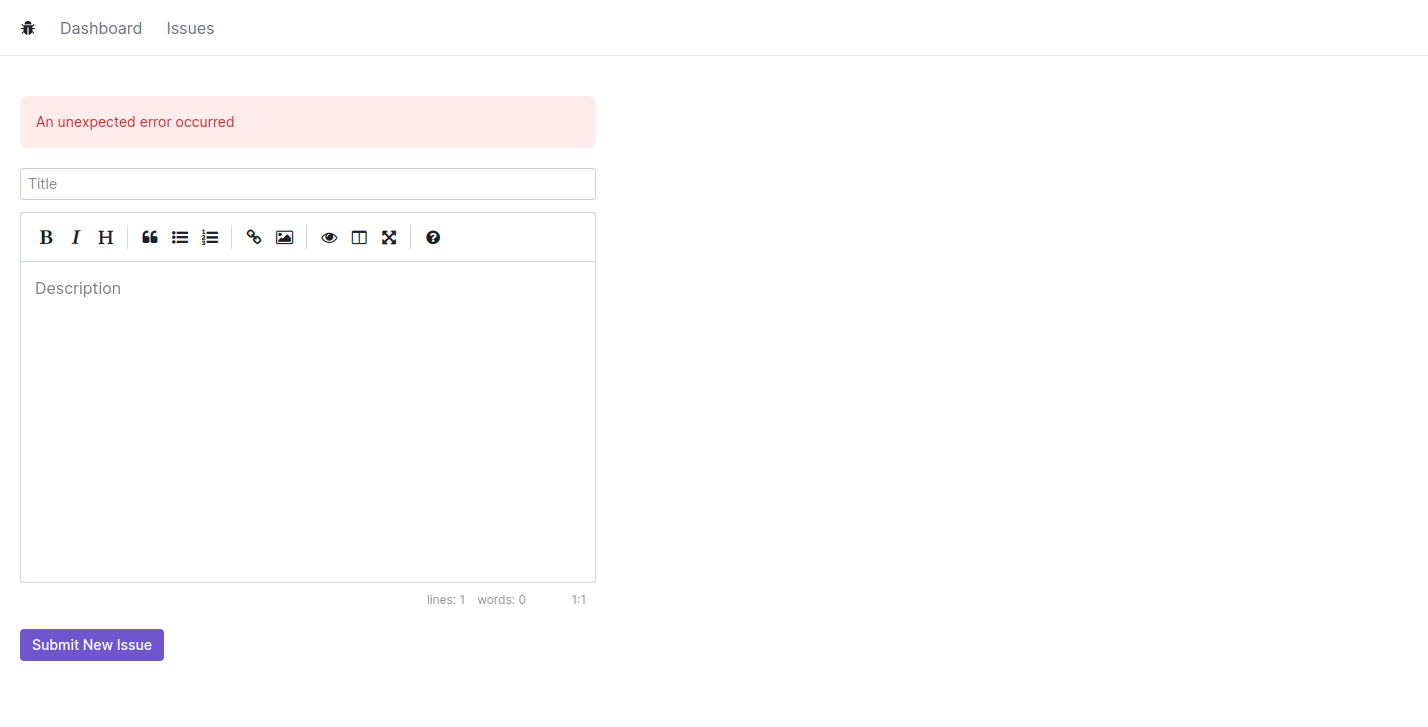 Dashboard Issues
An unexpected error occurred
Title
B I H
Description
lines: 1 words: 0 1:1
Submit New Issue